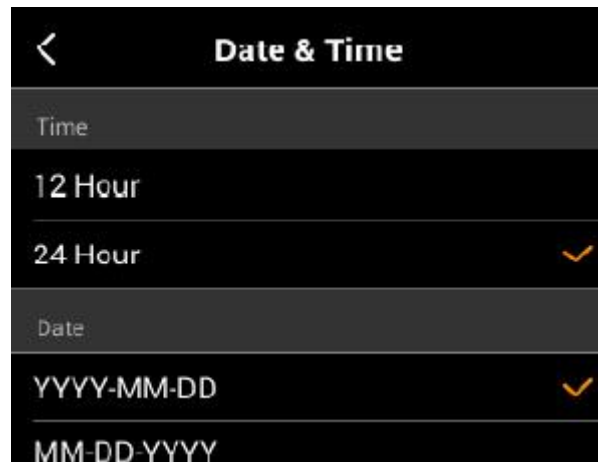 Date & Time
Time
12 Hour
24 Hour
Date
YYYY-MM-DD
MM-DD-YYYY